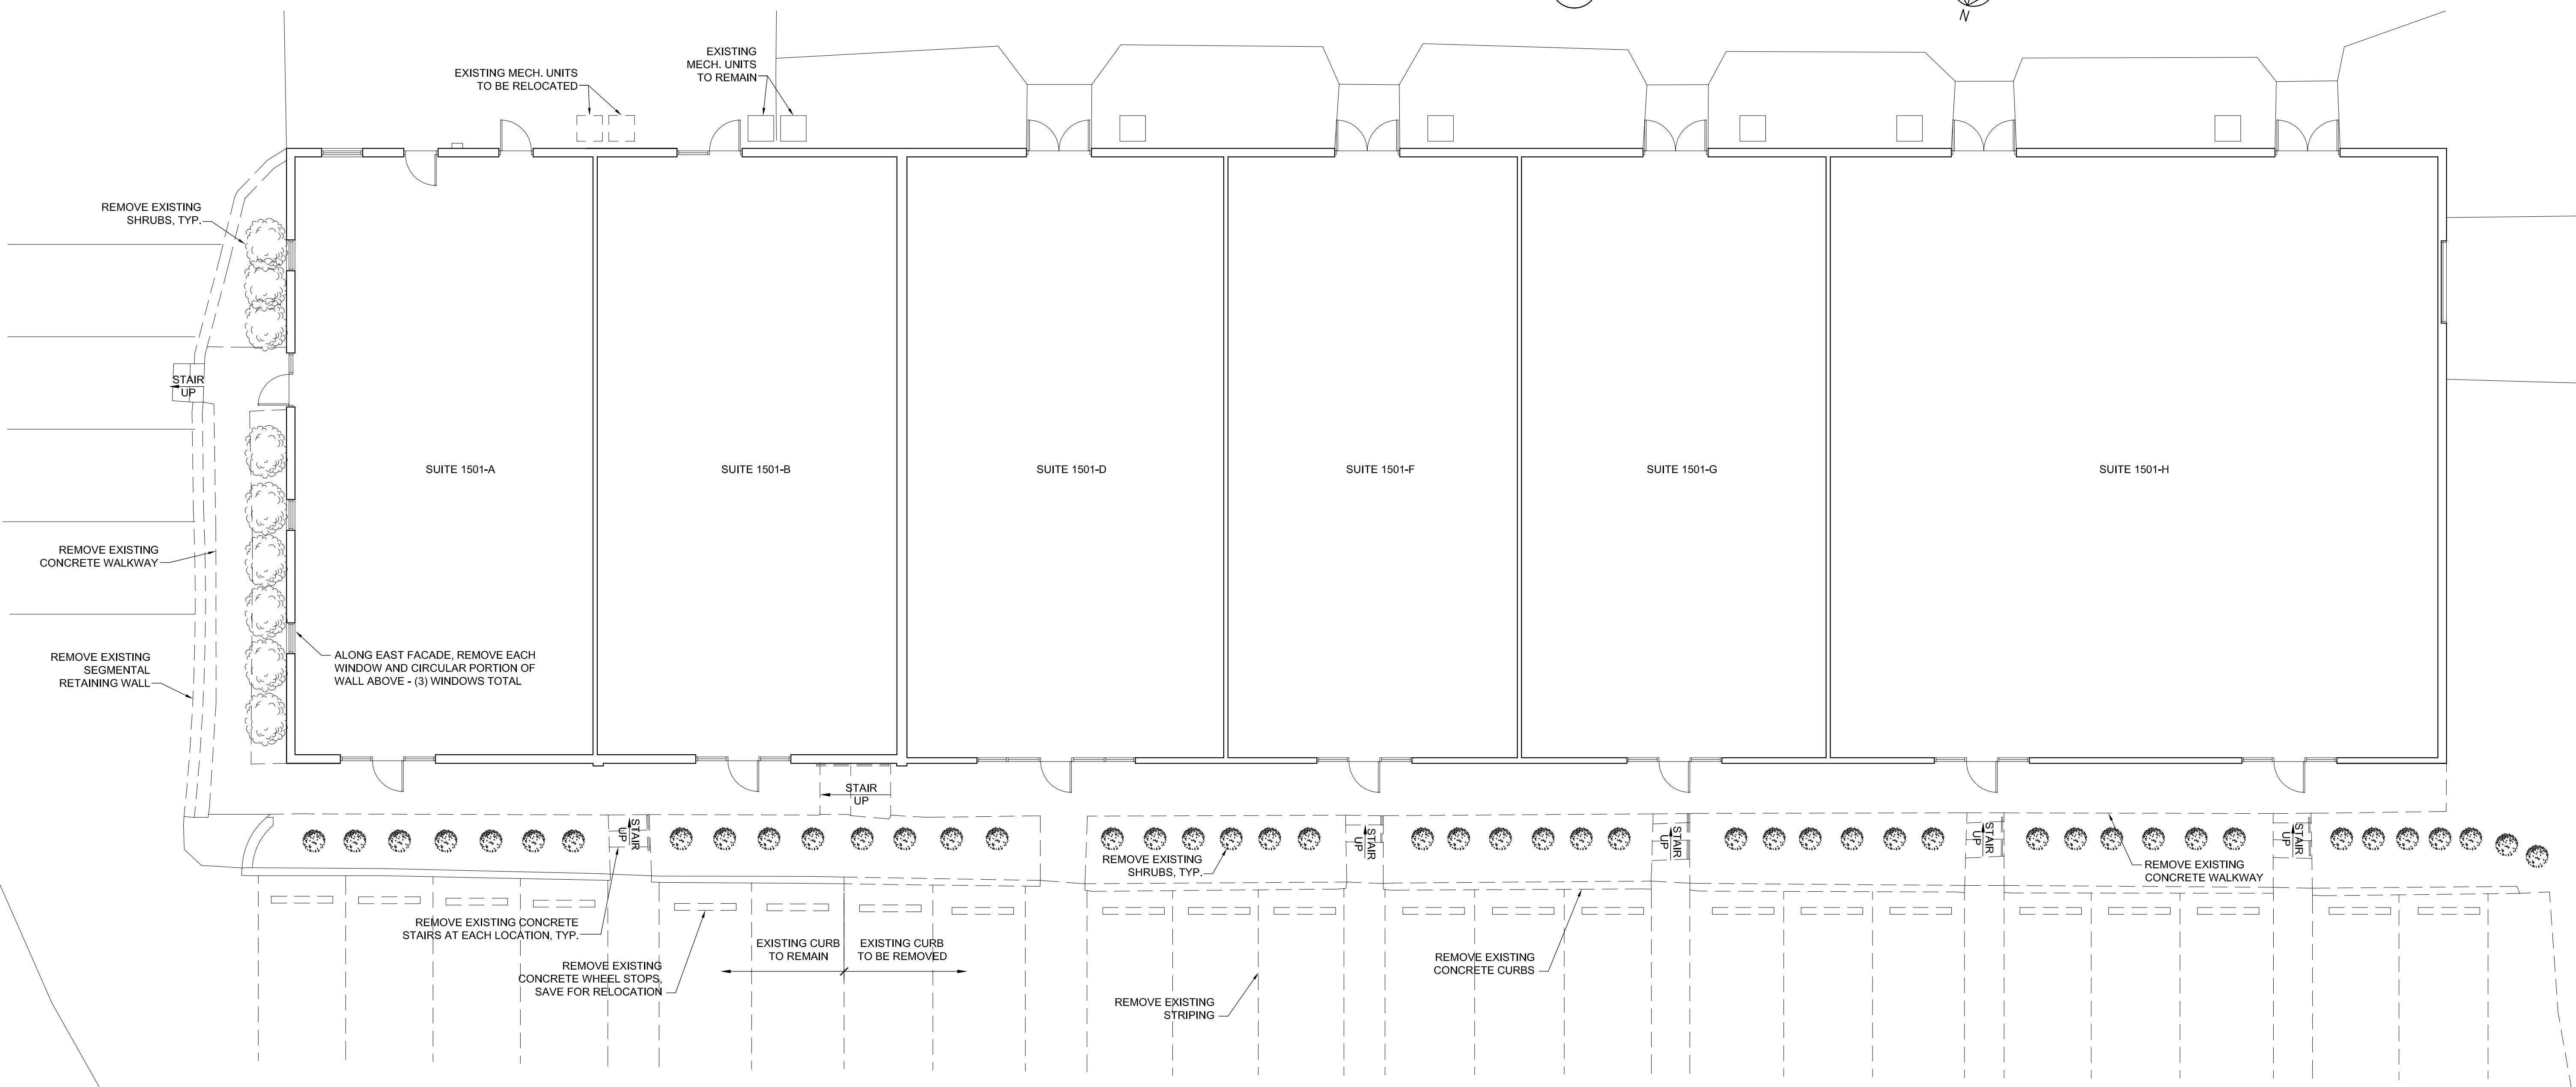 N
EXISTING
MECH. UNITS
TO REMAIN
EXISTING MECH. UNITS
TO BE RELOCATED
REMOVE EXISTING
SHRUBS, TYP.
STAIR
UP
SUITE 1501-A
SUITE 1501-B
SUITE 1501-D
SUITE 1501-F
SUITE 1501-G
SUITE 1501-H
REMOVE EXISTING
CONCRETE WALKWAY
REMOVE EXISTING
SEGMENTAL
RETAINING WALL
ALONG EAST FACADE, REMOVE EACH
WINDOW AND CIRCULAR PORTION OF
WALL ABOVE - (3) WINDOWS TOTAL
STAIR
UP
STAIR
UP
STAIR
UP
STAIR
UP
STAIR
UP
STAIR
UP
REMOVE EXISTING
SHRUBS, TYP.
REMOVE EXISTING
CONCRETE WALKWAY
REMOVE EXISTING CONCRETE
STAIRS AT EACH LOCATION, TYP.
REMOVE EXISTING
CONCRETE WHEEL STOPS,
SAVE FOR RELOCATION
EXISTING CURB
TO REMAIN
EXISTING CURB
TO BE REMOVED
REMOVE EXISTING
STRIPING
REMOVE EXISTING
CONCRETE CURBS